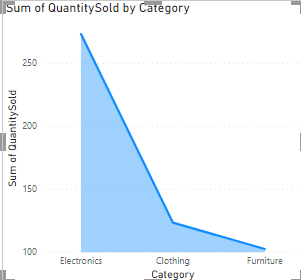 Sum of QuantitySold by Category
250
200
150
100
Sum of QuantitySold
Electronics Clothing Furniture
Category